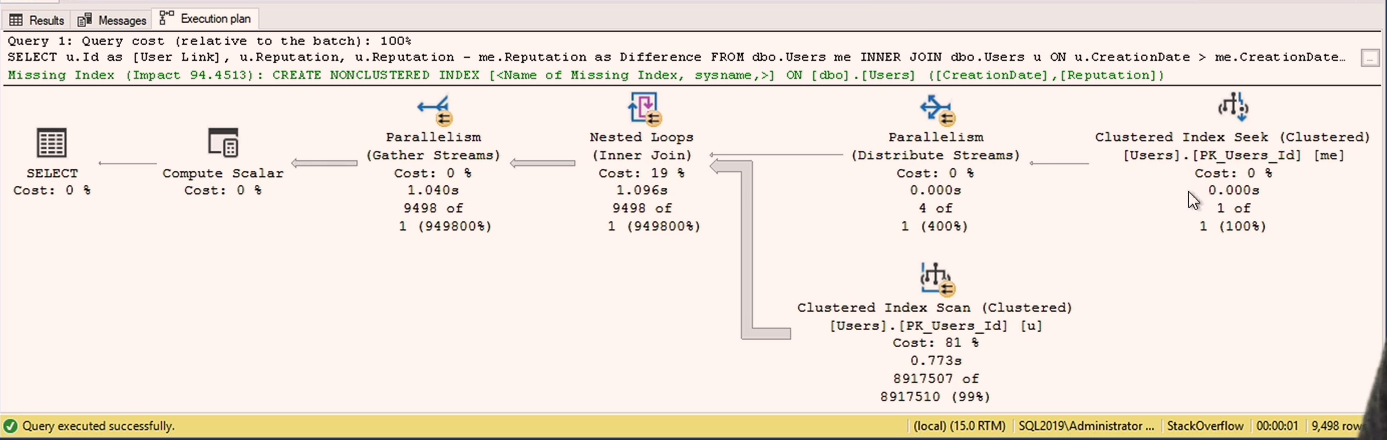 Results Messages Execution plan
Query 1: Query cost (relative to the batch): 100%
SELECT u.Id as [User Link], u.Reputation, u.Reputation - me.Reputation as Difference FROM dbo.Users me INNER JOIN dbo.Users u ON u.CreationDate > me.CreationDate…
Missing Index (Impact 94.4513): CREATE NONCLUSTERED INDEX [<Name of Missing Index, sysname,>] ON [dbo].[Users] ([CreationDate],[Reputation])
SELECT
Cost: 0 %
Compute Scalar
Cost: 0 %
Parallelism
(Gather Streams)
Cost: 0 %
1.040s
9498 of
1 (949800%)
Nested Loops
(Inner Join)
Cost: 19 %
1.096s
9498 of
1 (949800%)
Parallelism
(Distribute Streams)
Cost: 0 %
0.000s
4 of
1 (400%)
Clustered Index Seek (Clustered)
[Users].[PK_Users_Id] [me]
Cost: 0 %
0.000s
1 of
1 (100%)
Clustered Index Scan (Clustered)
[Users].[PK_Users_Id] [u]
Cost: 81 %
0.773s
8917507 of
8917510 (99%)
Query executed successfully. (local) (15.0 RTM) SQL2019\Administrator ... StackOverflow 00:00:01 9,498 row